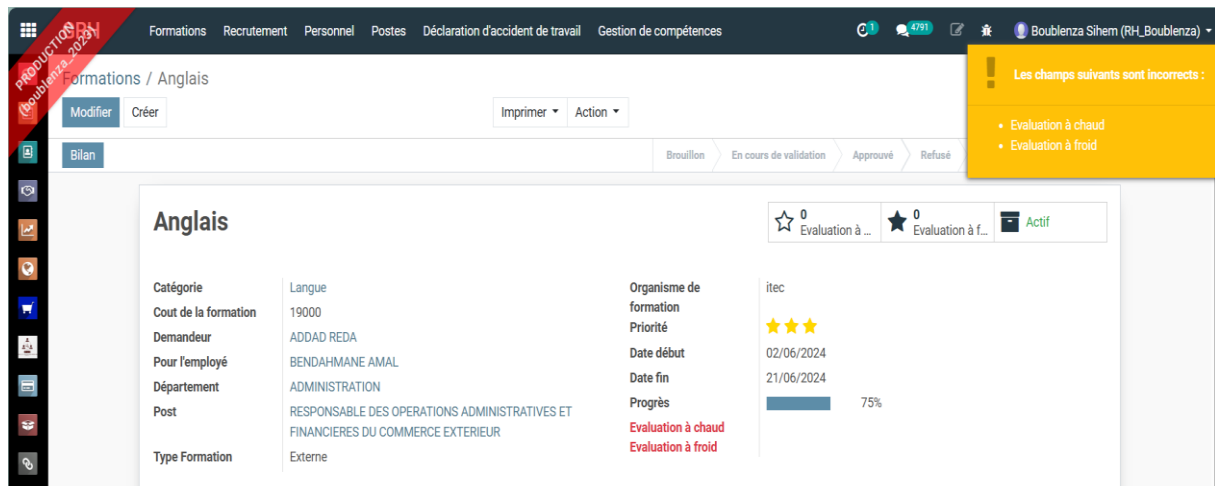 GRH Formations Recrutement Personnel Postes Déclaration d'accident de travail Gestion de compétences 1 4791 Boublenza Sihem (RH_Boublenza)
PRODUCTION
(boublenza_2023)
Formations / Anglais
Modifier Créer Imprimer Action
Les champs suivants sont incorrects :
Evaluation à chaud
Evaluation à froid
Bilan Brouillon En cours de validation Approuvé Refusé
Anglais
0
Evaluation à ...
0
Evaluation à f...
Actif
Catégorie Langue
Cout de la formation 19000
Demandeur ADDAD REDA
Pour l'employé BENDAHMANE AMAL
Département ADMINISTRATION
Post RESPONSABLE DES OPERATIONS ADMINISTRATIVES ET
FINANCIERES DU COMMERCE EXTERIEUR
Type Formation Externe
Organisme de itec
formation
Priorité
Date début 02/06/2024
Date fin 21/06/2024
Progrès 75%
Evaluation à chaud
Evaluation à froid